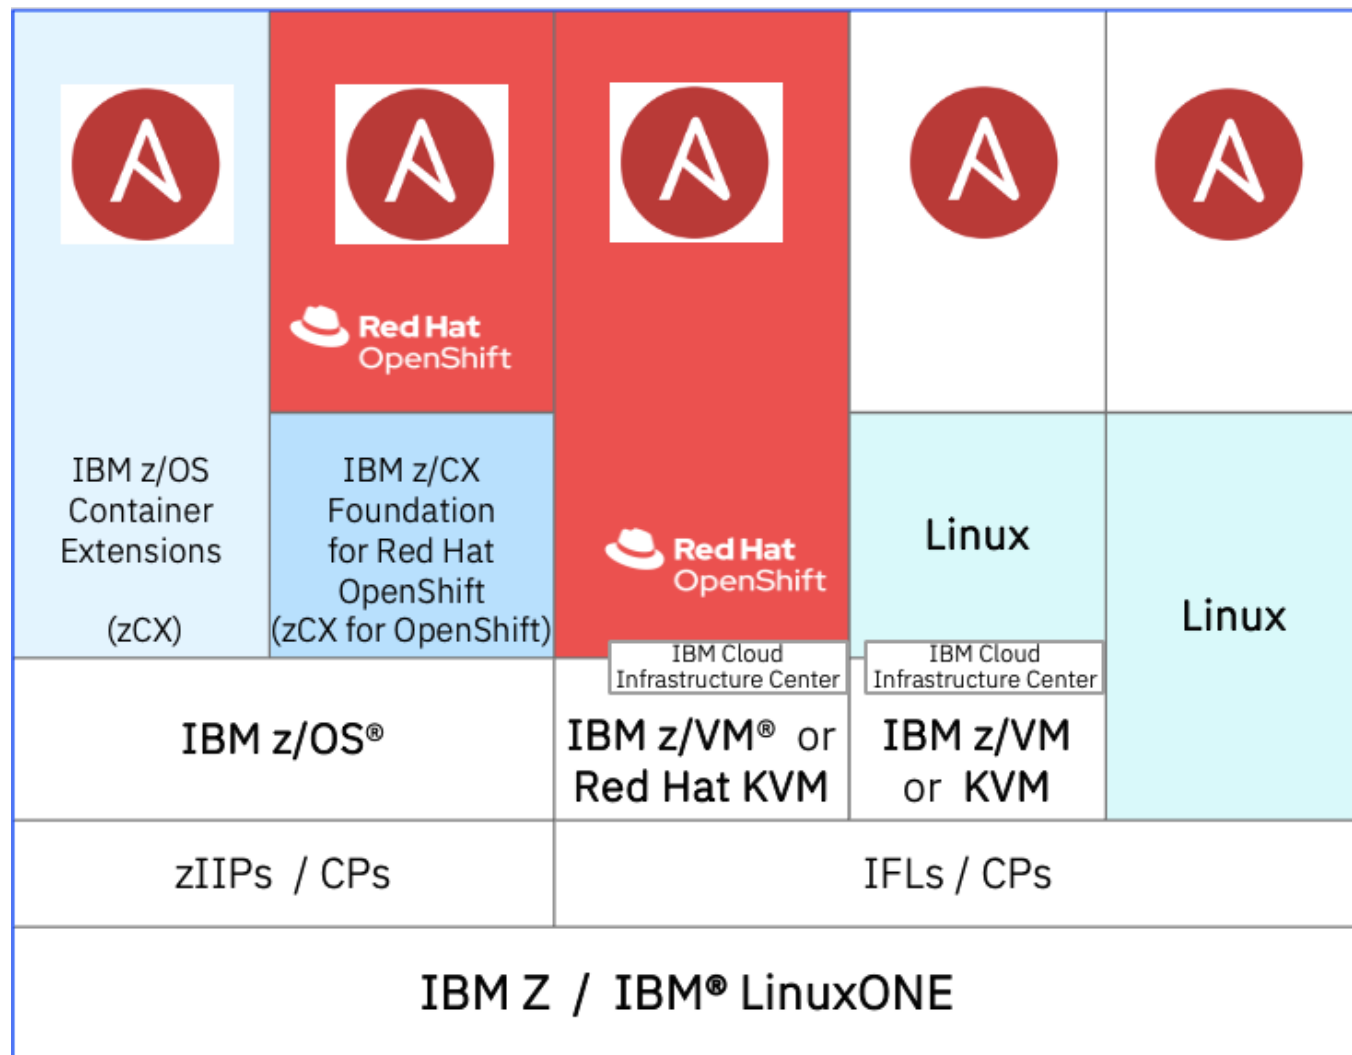 Red Hat
OpenShift
IBM z/OS
Container
Extensions
(zCX)
IBM z/CX
Foundation
for Red Hat
OpenShift
(zCX for OpenShift)
Red Hat
OpenShift
Linux
Linux
IBM Cloud
Infrastructure Center
IBM Cloud
Infrastructure Center
IBM z/OS®
IBM z/VM® or
Red Hat KVM
IBM z/VM
or KVM
zIIPs / CPs
IFLs / CPs
IBM Z / IBM® LinuxONE